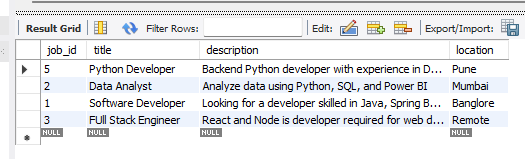 Result Grid Filter Rows: Edit: Export/Import:
job_id title description location
5 Python Developer Backend Python developer with experience in D... Pune
2 Data Analyst Analyze data using Python, SQL, and Power BI Mumbai
1 Software Developer Looking for a developer skilled in Java, Spring B... Banglore
3 FUll Stack Engineer React and Node is developer required for web d... Remote
NULL NULL NULL NULL